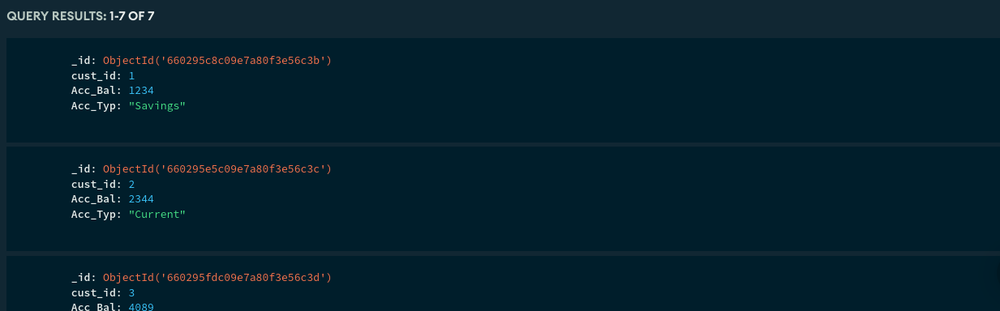 QUERY RESULTS: 1-7 OF 7
_id: ObjectId('660295c8c09e7a80f3e56c3b')
cust_id: 1
Acc_Bal: 1234
Acc_Typ: "Savings"
_id: ObjectId('660295e5c09e7a80f3e56c3c')
cust_id: 2
Acc_Bal: 2344
Acc_Typ: "Current"
_id: ObjectId('660295fdc09e7a80f3e56c3d')
cust_id: 3
Acc_Bal: 4089